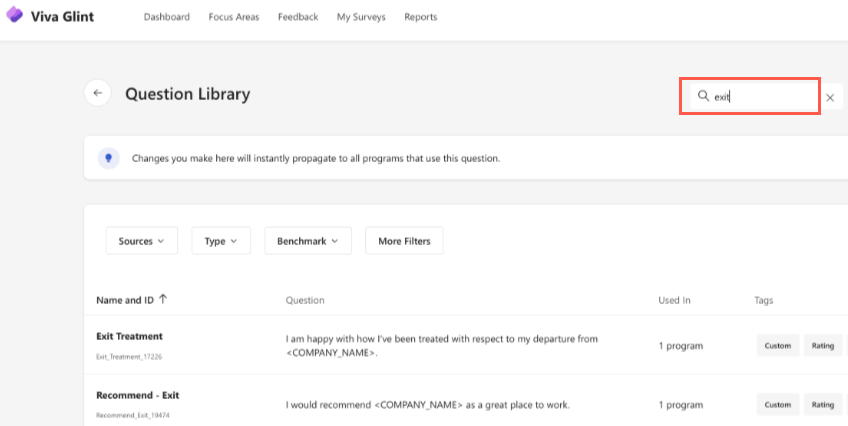 Viva Glint
Dashboard Focus Areas Feedback My Surveys Reports
Question Library
exit
Changes you make here will instantly propagate to all programs that use this question.
Sources Type Benchmark More Filters
Name and ID Question Used In Tags
Exit Treatment
Exit_Treatment_17226
I am happy with how I've been treated with respect to my departure from
<COMPANY_NAME>.
1 program
Custom Rating
Recommend - Exit
Recommend_Exit_19474
I would recommend <COMPANY_NAME> as a great place to work.
1 program
Custom Rating